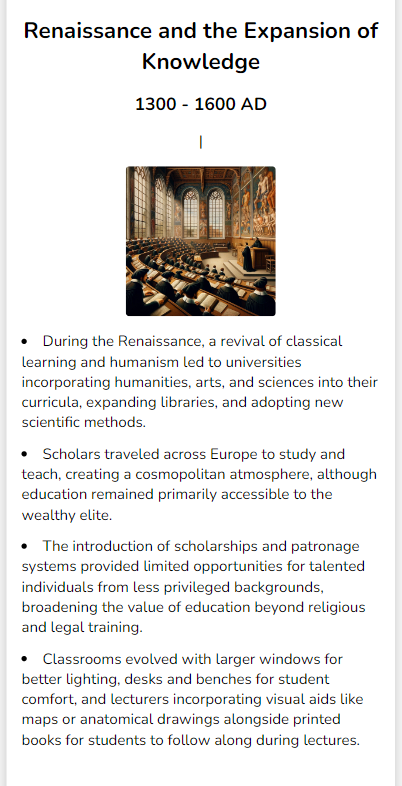 Renaissance and the Expansion of
Knowledge
1300 - 1600 AD
• During the Renaissance, a revival of classical
learning and humanism led to universities
incorporating humanities, arts, and sciences into their
curricula, expanding libraries, and adopting new
scientific methods.
• Scholars traveled across Europe to study and
teach, creating a cosmopolitan atmosphere, although
education remained primarily accessible to the
wealthy elite.
• The introduction of scholarships and patronage
systems provided limited opportunities for talented
individuals from less privileged backgrounds,
broadening the value of education beyond religious
and legal training.
• Classrooms evolved with larger windows for
better lighting, desks and benches for student
comfort, and lecturers incorporating visual aids like
maps or anatomical drawings alongside printed
books for students to follow along during lectures.